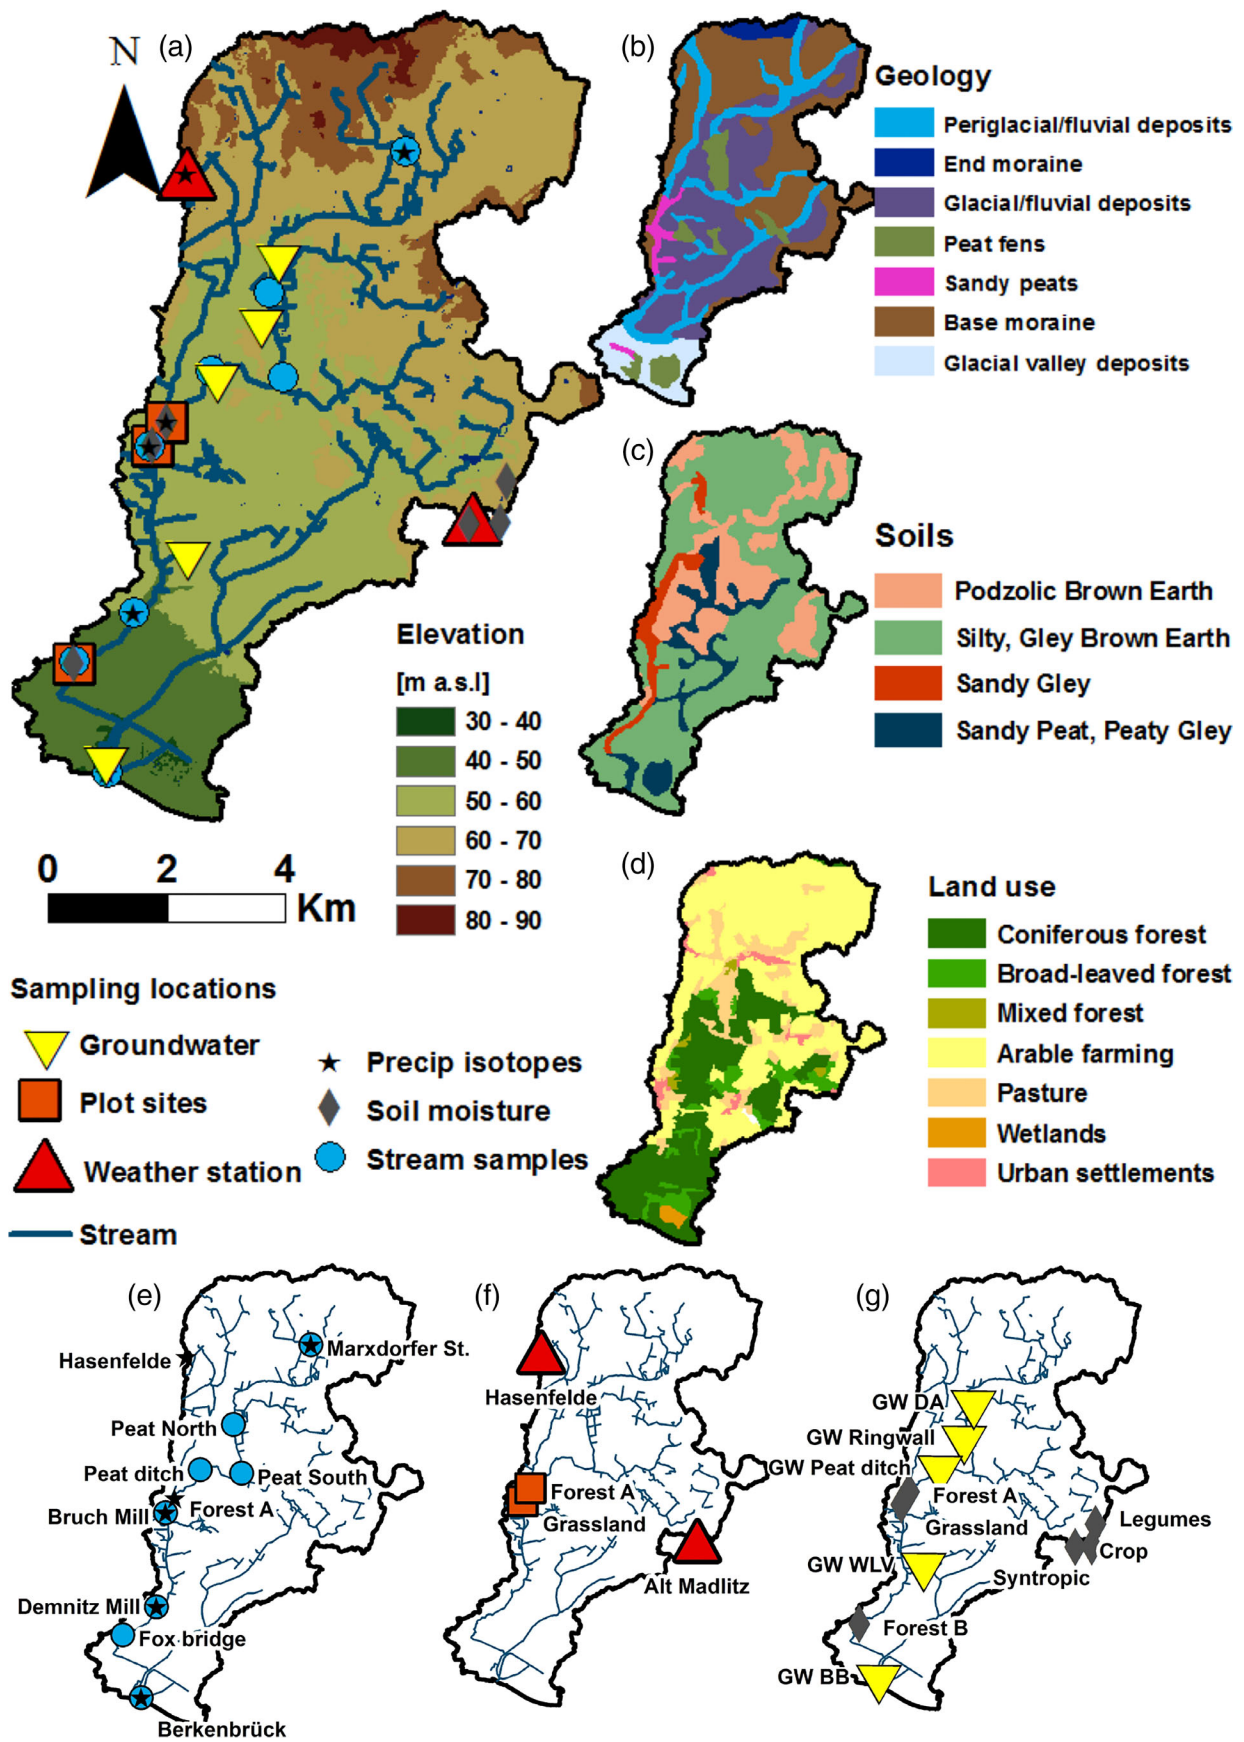 (a)
N
Elevation
[m a.s.l]
30 - 40
40 - 50
50 - 60
60 - 70
70 - 80
80 - 90
0 2 4
Km
Sampling locations
Groundwater
Plot sites
Weather station
Stream
Precip isotopes
Soil moisture
Stream samples
(b)
Geology
Periglacial/fluvial deposits
End moraine
Glacial/fluvial deposits
Peat fens
Sandy peats
Base moraine
Glacial valley deposits
(c)
Soils
Podzolic Brown Earth
Silty, Gley Brown Earth
Sandy Gley
Sandy Peat, Peaty Gley
(d)
Land use
Coniferous forest
Broad-leaved forest
Mixed forest
Arable farming
Pasture
Wetlands
Urban settlements
(e)
Marxdorfer St.
Hasenfelde
Peat North
Peat ditch
Peat South
Forest A
Bruch Mill
Demnitz Mill
Fox bridge
Berkenbrück
(f)
Hasenfelde
Forest A
Grassland
Alt Madlitz
(g)
GW DA
GW Ringwall
GW Peat ditch
Forest A
Grassland
Legumes
Crop
Syntropic
GW WLV
Forest B
GW BB